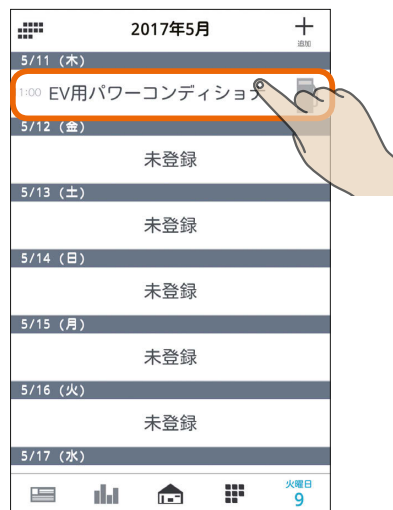 2017年5月
追加
5/11 (木)
1:00 EV用パワーコンディショナ
5/12 (金)
未登録
5/13 (土)
未登録
5/14 (日)
未登録
5/15 (月)
未登録
5/16 (火)
未登録
5/17 (水)
火曜日
9